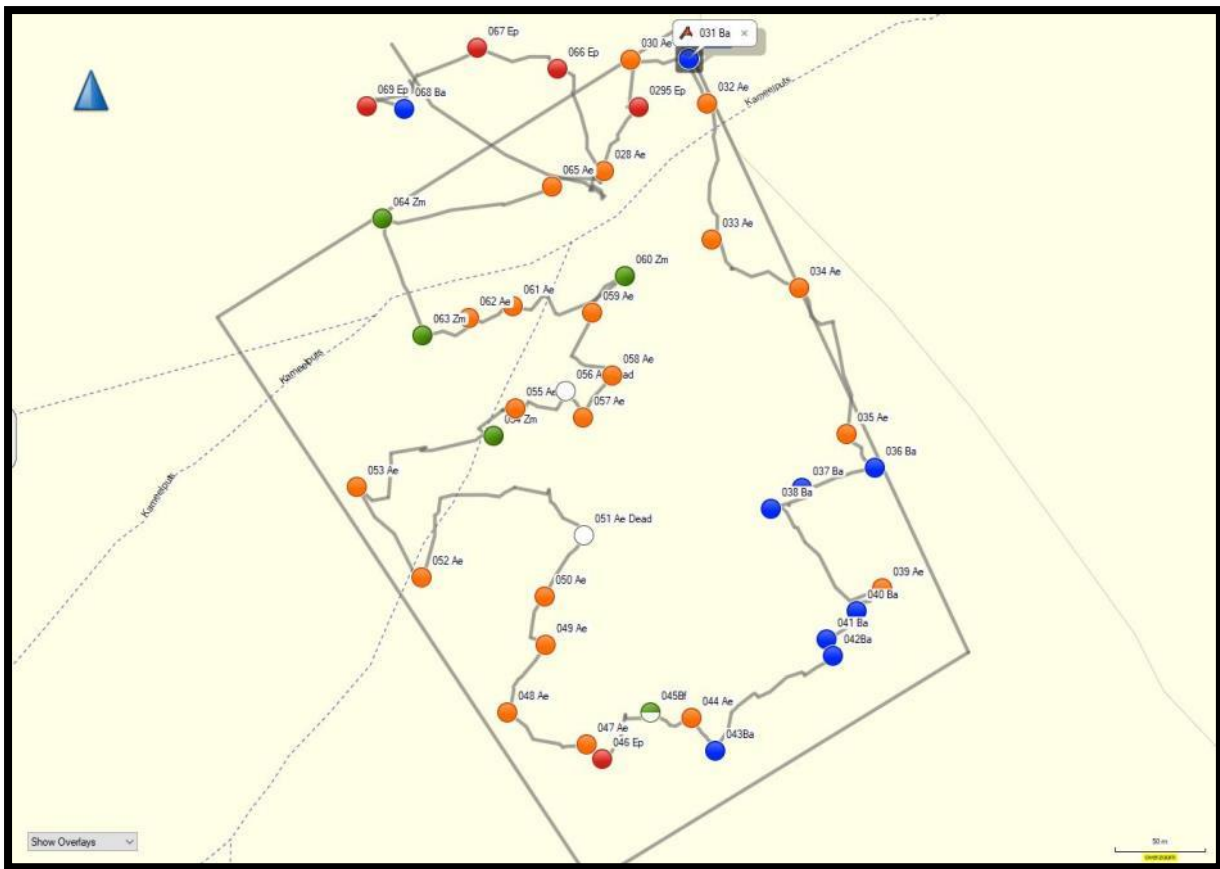 067 Ep
031 Ba ×
030 Ae
066 Ep
069 Ep
068 Ba
0295 Ep
032 Ae
Kameelputs
028 Ae
065 Ae
064 Zm
033 Ae
060 Zm
034 Ae
061 Ae
062 Ae
059 Ae
063 Zm
058 Ae
Kameelputs
056 A ad
055 Ae
057 Ae
Zm
035 Ae
036 Ba
053 Ae
037 Ba
Kameelputs
038 Ba
051 Ae Dead
052 Ae
050 Ae
039 Ae
040 Ba
041 Ba
049 Ae
042Ba
048 Ae
045Bf
044 Ae
047 Ae
043Ba
046 Ep
Show Overlays
50 m
overzoom